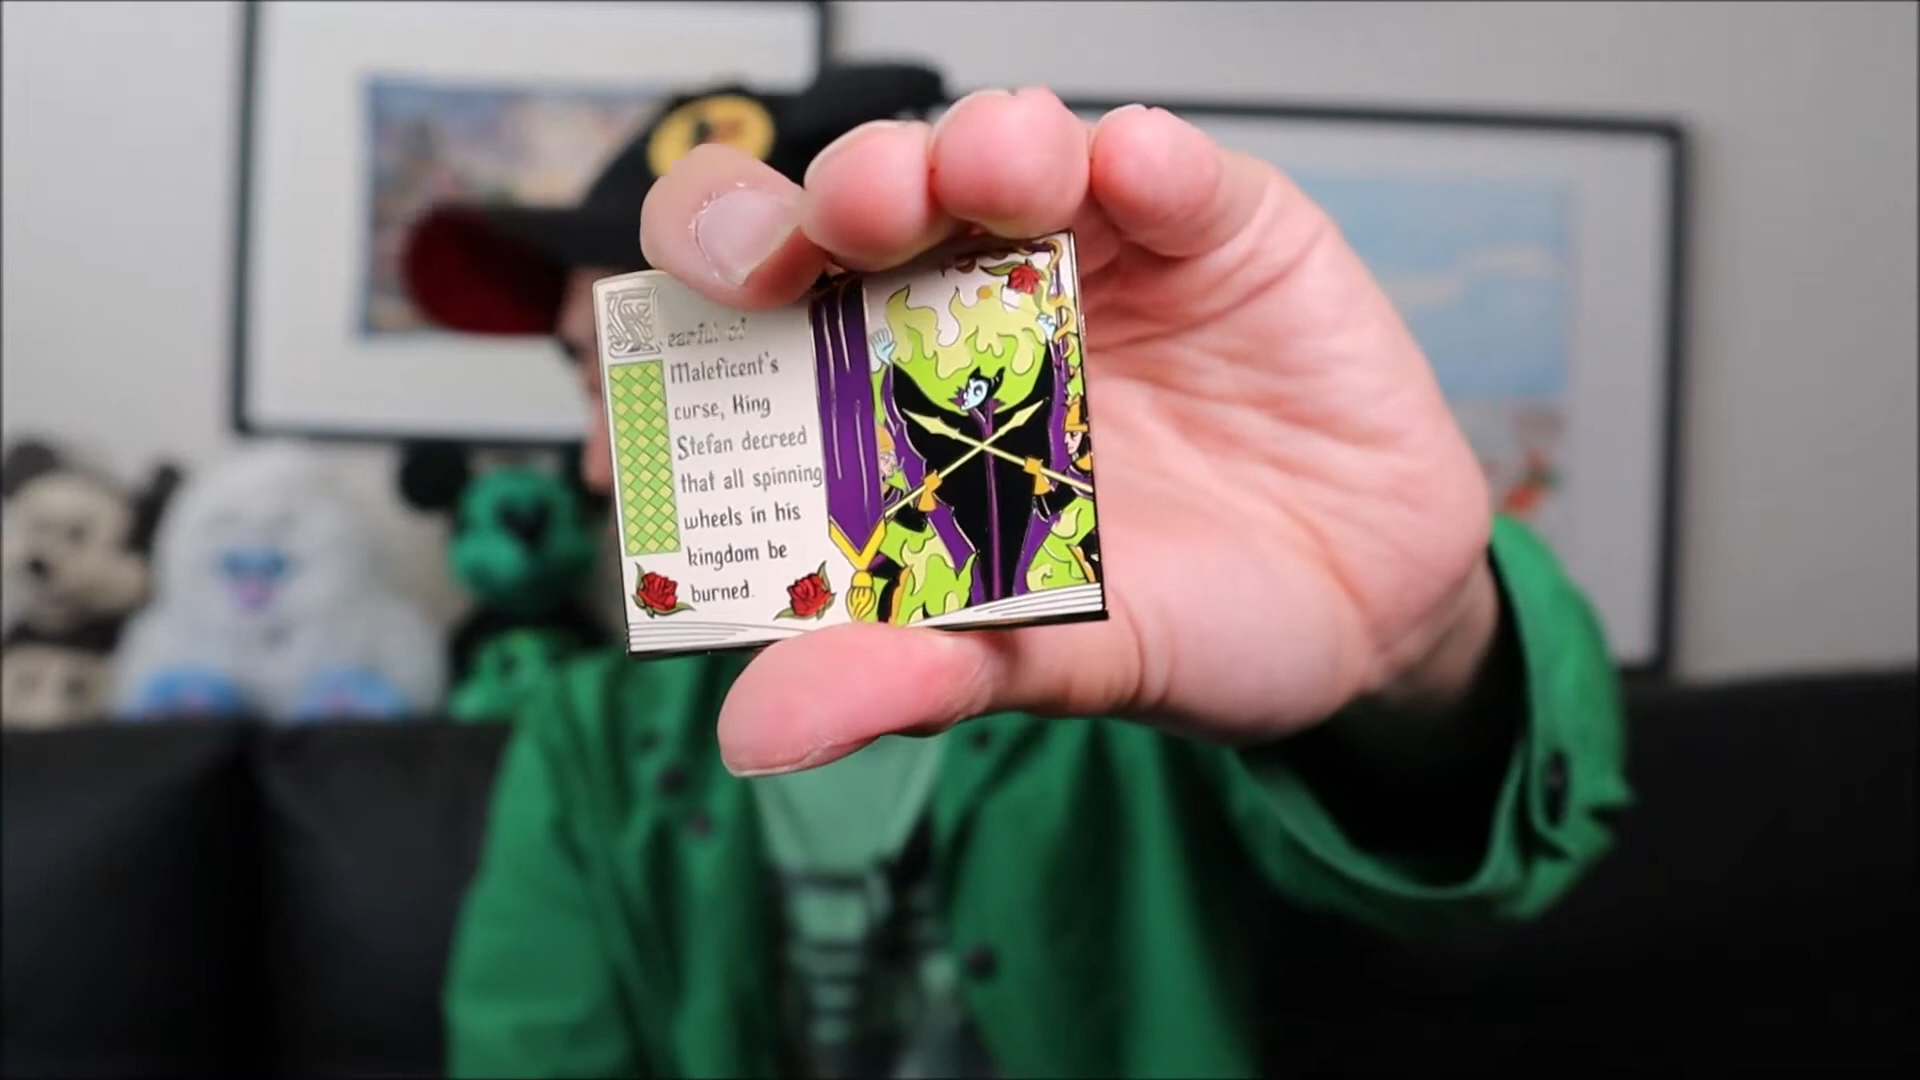 Fearful of
Maleficent's
curse, King
Stefan decreed
that all spinning
wheels in his
kingdom be
burned.